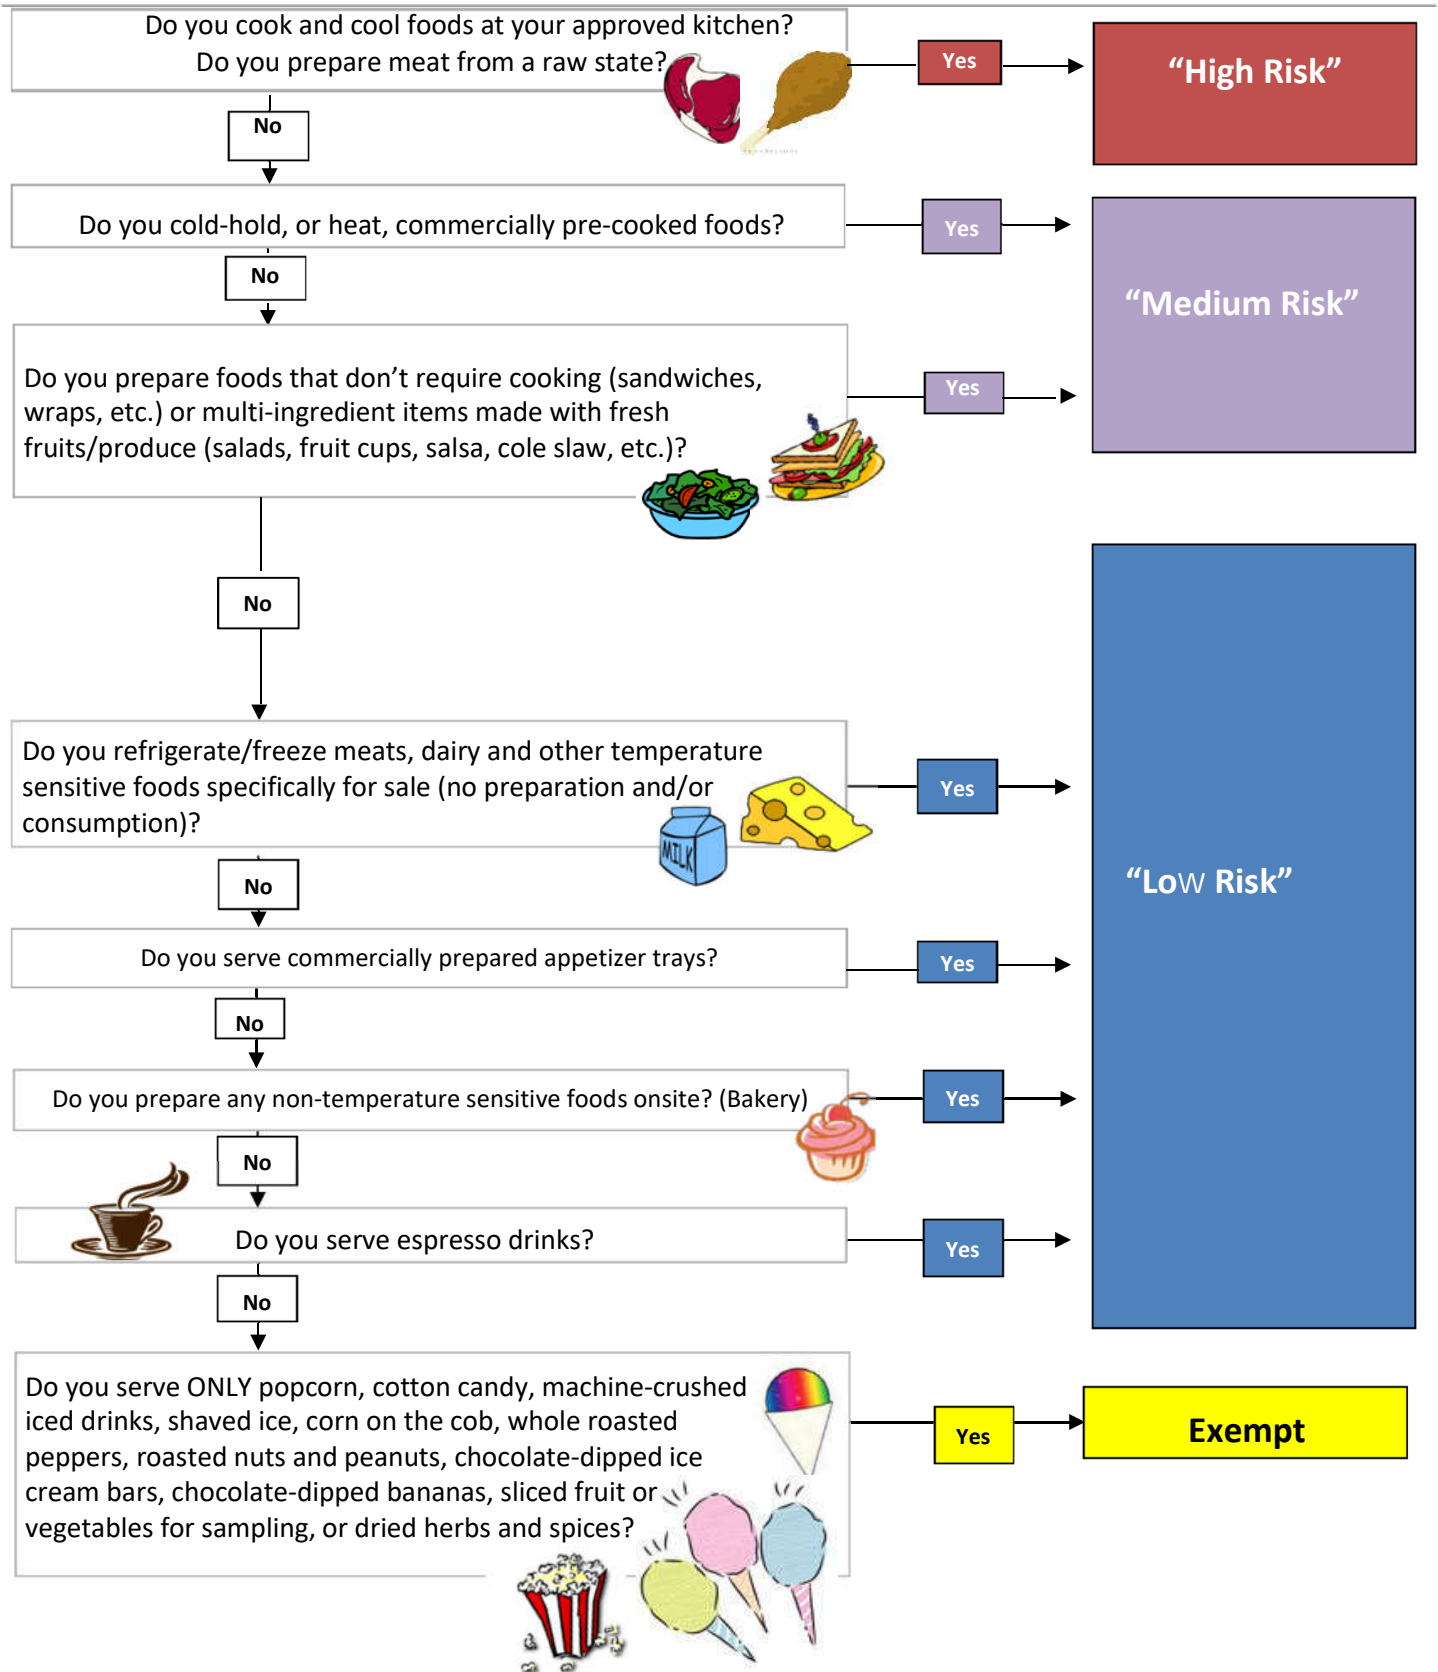 Do you cook and cool foods at your approved kitchen?
Do you prepare meat from a raw state?
Yes
“High Risk”
No
Do you cold-hold, or heat, commercially pre-cooked foods?
Yes
“Medium Risk”
No
Do you prepare foods that don’t require cooking (sandwiches,
wraps, etc.) or multi-ingredient items made with fresh
fruits/produce (salads, fruit cups, salsa, cole slaw, etc.)?
Yes
No
Do you refrigerate/freeze meats, dairy and other temperature
sensitive foods specifically for sale (no preparation and/or
consumption)?
MILK
Yes
“Low Risk”
No
Do you serve commercially prepared appetizer trays?
Yes
No
Do you prepare any non-temperature sensitive foods onsite? (Bakery)
Yes
No
Do you serve espresso drinks?
Yes
No
Do you serve ONLY popcorn, cotton candy, machine-crushed
iced drinks, shaved ice, corn on the cob, whole roasted
peppers, roasted nuts and peanuts, chocolate-dipped ice
cream bars, chocolate-dipped bananas, sliced fruit or
vegetables for sampling, or dried herbs and spices?
Yes
Exempt